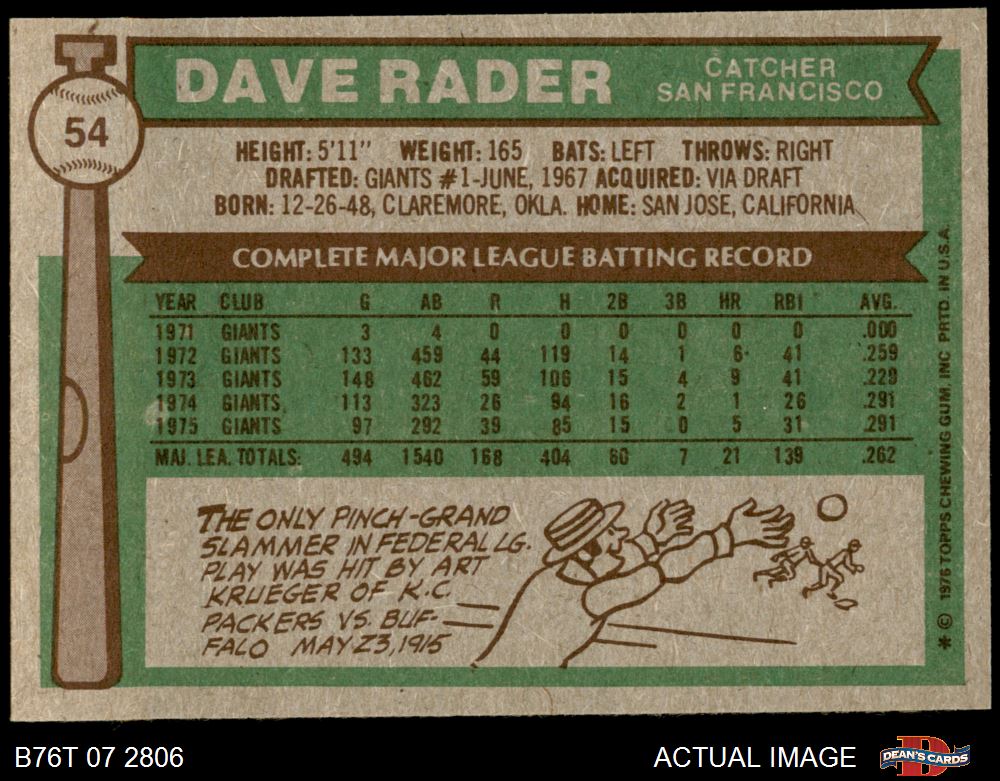 54
DAVE RADER
CATCHER
SAN FRANCISCO
HEIGHT: 5'11" WEIGHT: 165 BATS: LEFT THROWS: RIGHT
DRAFTED: GIANTS #1-JUNE, 1967 ACQUIRED: VIA DRAFT
BORN: 12-26-48, CLAREMORE, OKLA. HOME: SAN JOSE, CALIFORNIA
COMPLETE MAJOR LEAGUE BATTING RECORD
YEAR CLUB G AB R H 2B 3B HR RBI AVG.
1971 GIANTS 3 4 0 0 0 0 0 0 .000
1972 GIANTS 133 459 44 119 14 1 6 41 .259
1973 GIANTS 148 462 59 106 15 4 9 41 .229
1974 GIANTS 113 323 26 94 16 2 1 26 .291
1975 GIANTS 97 292 39 85 15 0 5 31 .291
MAJ. LEA. TOTALS: 494 1540 168 404 60 7 21 139 .262
THE ONLY PINCH-GRAND
SLAMMER IN FEDERAL LG.
PLAY WAS HIT BY ART
KRUEGER OF K.C.
PACKERS VS. BUF-
FALO MAY 23, 1915
* © 1976 TOPPS CHEWING GUM, INC PRTD. IN U.S.A.
B76T 07 2806
ACTUAL IMAGE
D
DEAN'S CARDS